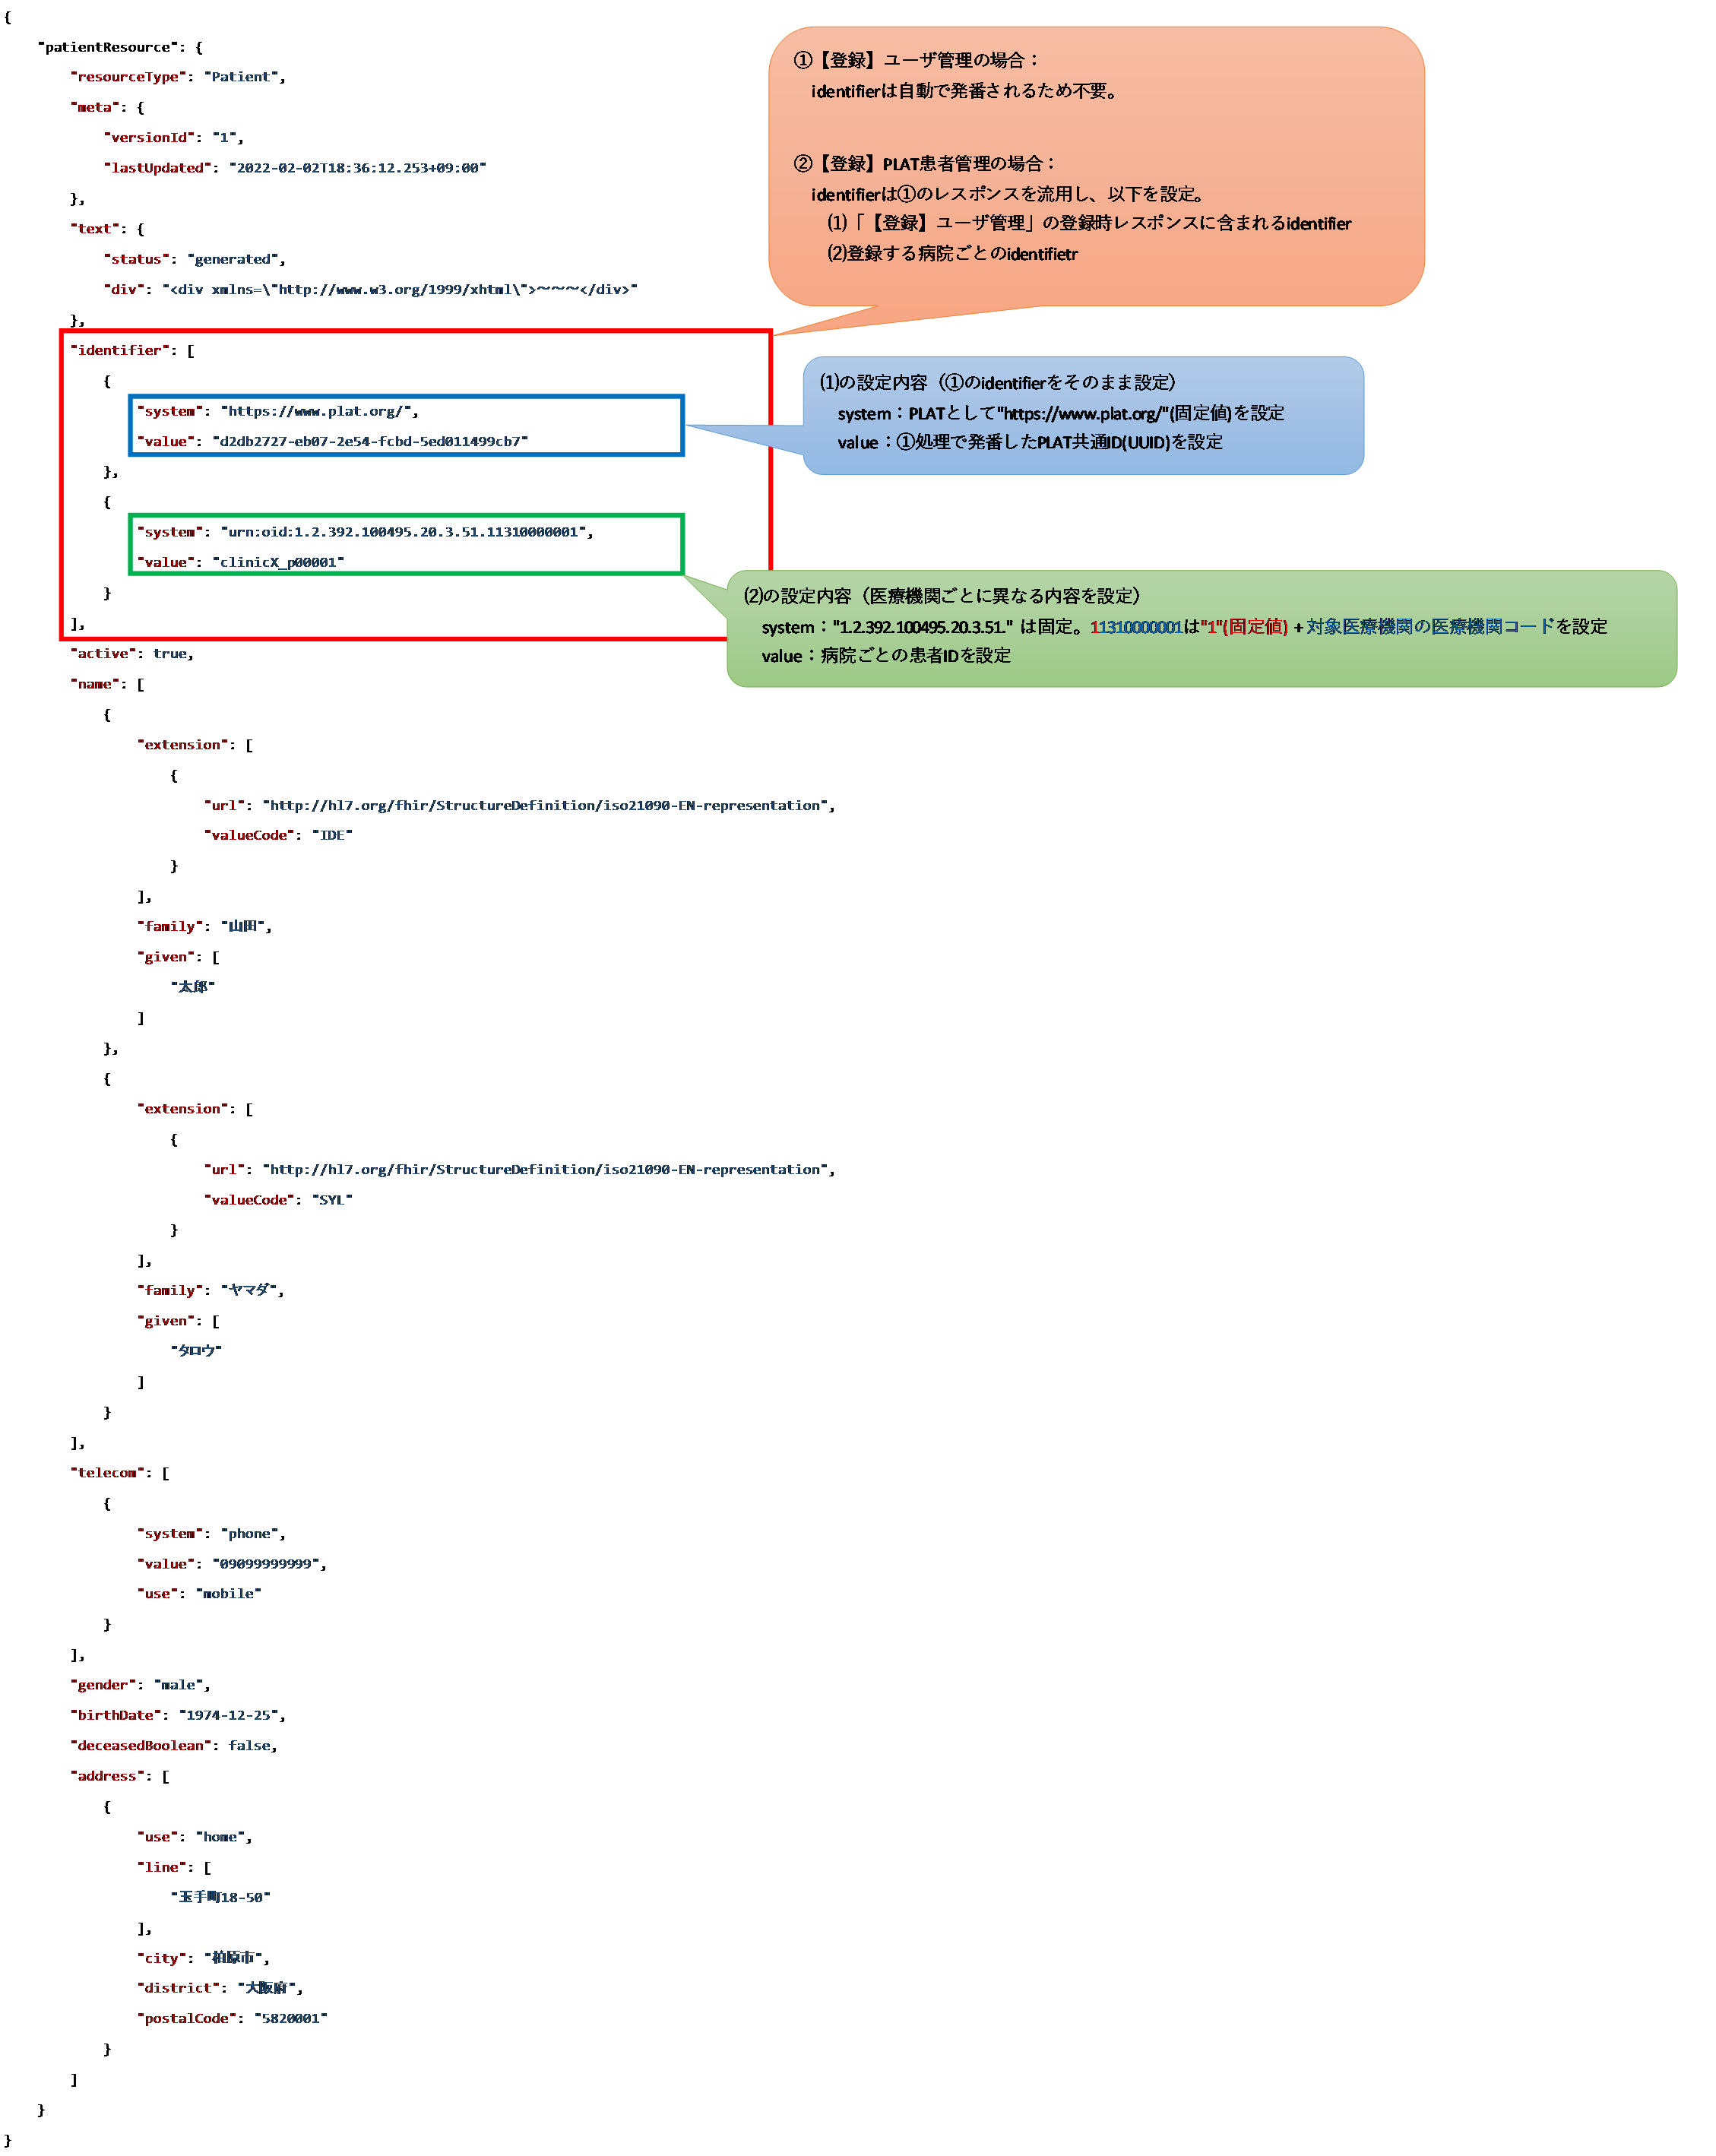 {
"patientResource": {
"resourceType": "Patient",
"meta": {
"versionId": "1",
"lastUpdated": "2022-02-02T18:36:12.253+09:00"
},
"text": {
"status": "generated",
"div": "<div xmlns=\"http://www.w3.org/1999/xhtml\">~~~</div>"
},
"identifier": [
{
"system": "https://www.plat.org/",
"value": "d2db2727-eb07-2e54-fcbd-5ed011499cb7"
},
{
"system": "urn:oid:1.2.392.100495.20.3.51.11310000001",
"value": "clinicX_p00001"
}
],
"active": true,
"name": [
{
"extension": [
{
"url": "http://hl7.org/fhir/StructureDefinition/iso21090-EN-representation",
"valueCode": "IDE"
}
],
"family": "山田",
"given": [
"太郎"
]
},
{
"extension": [
{
"url": "http://hl7.org/fhir/StructureDefinition/iso21090-EN-representation",
"valueCode": "SYL"
}
],
"family": "ヤマダ",
"given": [
"タロウ"
]
}
],
"telecom": [
{
"system": "phone",
"value": "09099999999",
"use": "mobile"
}
],
"gender": "male",
"birthDate": "1974-12-25",
"deceasedBoolean": false,
"address": [
{
"use": "home",
"line": [
"玉手町18-50"
],
"city": "柏原市",
"district": "大阪府",
"postalCode": "5820001"
}
]
}
}
①【登録】ユーザ管理の場合：
identifierは自動で発番されるため不要。
②【登録】PLAT患者管理の場合：
identifierは①のレスポンスを流用し、以下を設定。
⑴「【登録】ユーザ管理」の登録時レスポンスに含まれるidentifier
⑵登録する病院ごとのidentifietr
⑴の設定内容（①のidentifierをそのまま設定）
system：PLATとして"https://www.plat.org/"(固定値)を設定
value：①処理で発番したPLAT共通ID(UUID)を設定
⑵の設定内容（医療機関ごとに異なる内容を設定）
system："1.2.392.100495.20.3.51." は固定。11310000001は"1"(固定値) + 対象医療機関の医療機関コードを設定
value：病院ごとの患者IDを設定